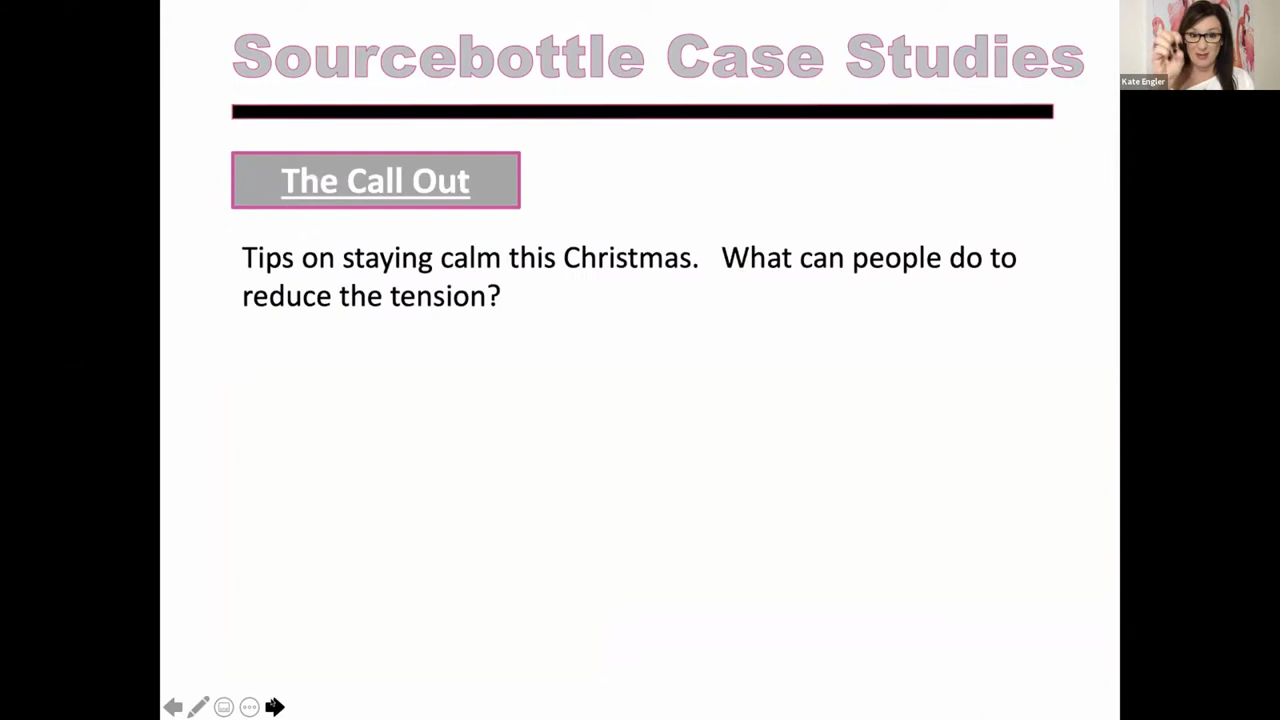 Sourcebottle Case Studies
Kate Engler
The Call Out
Tips on staying calm this Christmas. What can people do to
reduce the tension?